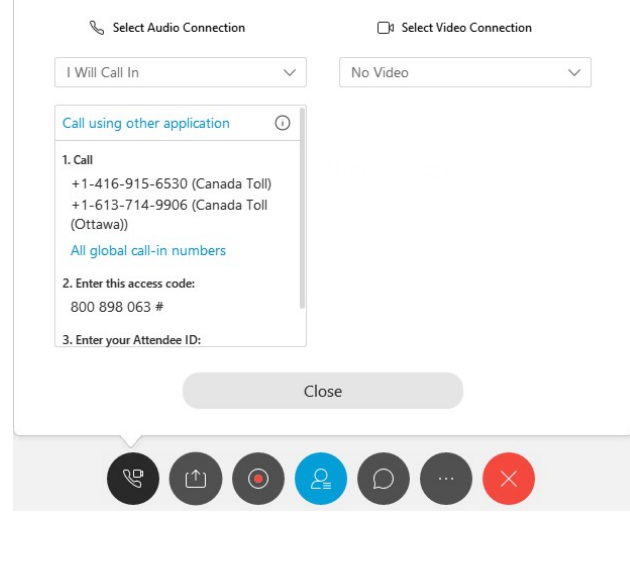 Select Audio Connection
Select Video Connection
I Will Call In
No Video
Call using other application
1. Call
+1-416-915-6530 (Canada Toll)
+1-613-714-9906 (Canada Toll
(Ottawa))
All global call-in numbers
2. Enter this access code:
800 898 063 #
3. Enter your Attendee ID:
Close